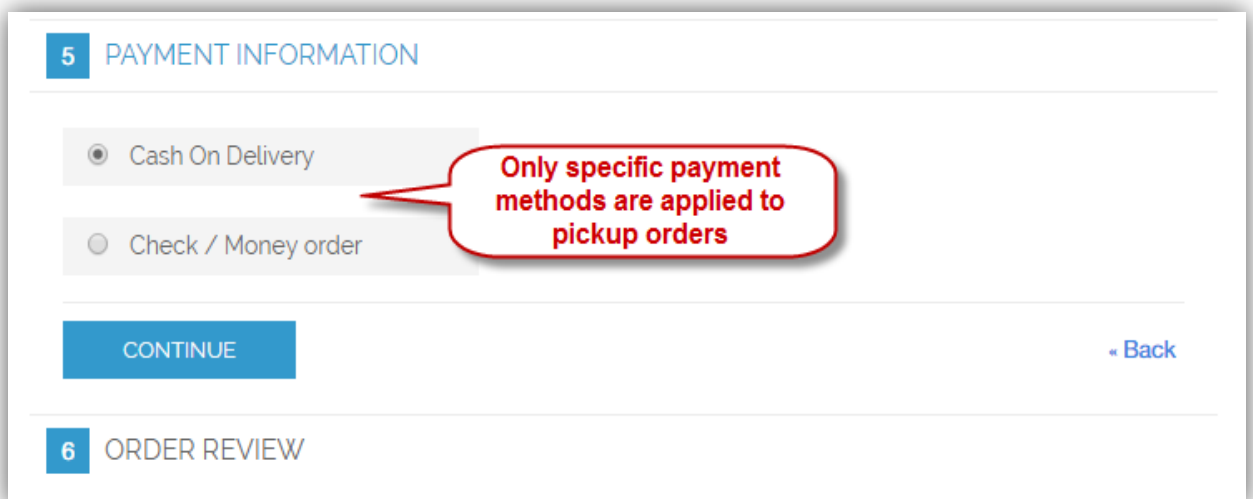 5 PAYMENT INFORMATION
Cash On Delivery
Only specific payment
methods are applied to
pickup orders
Check / Money order
CONTINUE
« Back
6 ORDER REVIEW